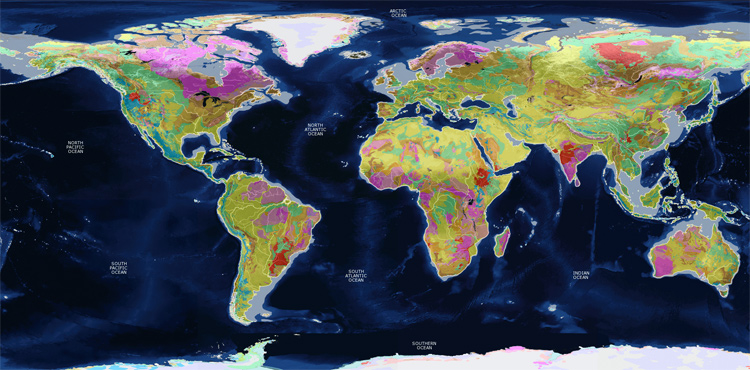 ARCTIC
OCEAN
NORTH
PACIFIC
OCEAN
NORTH
ATLANTIC
OCEAN
SOUTH
PACIFIC
OCEAN
SOUTH
ATLANTIC
OCEAN
INDIAN
OCEAN
SOUTHERN
OCEAN